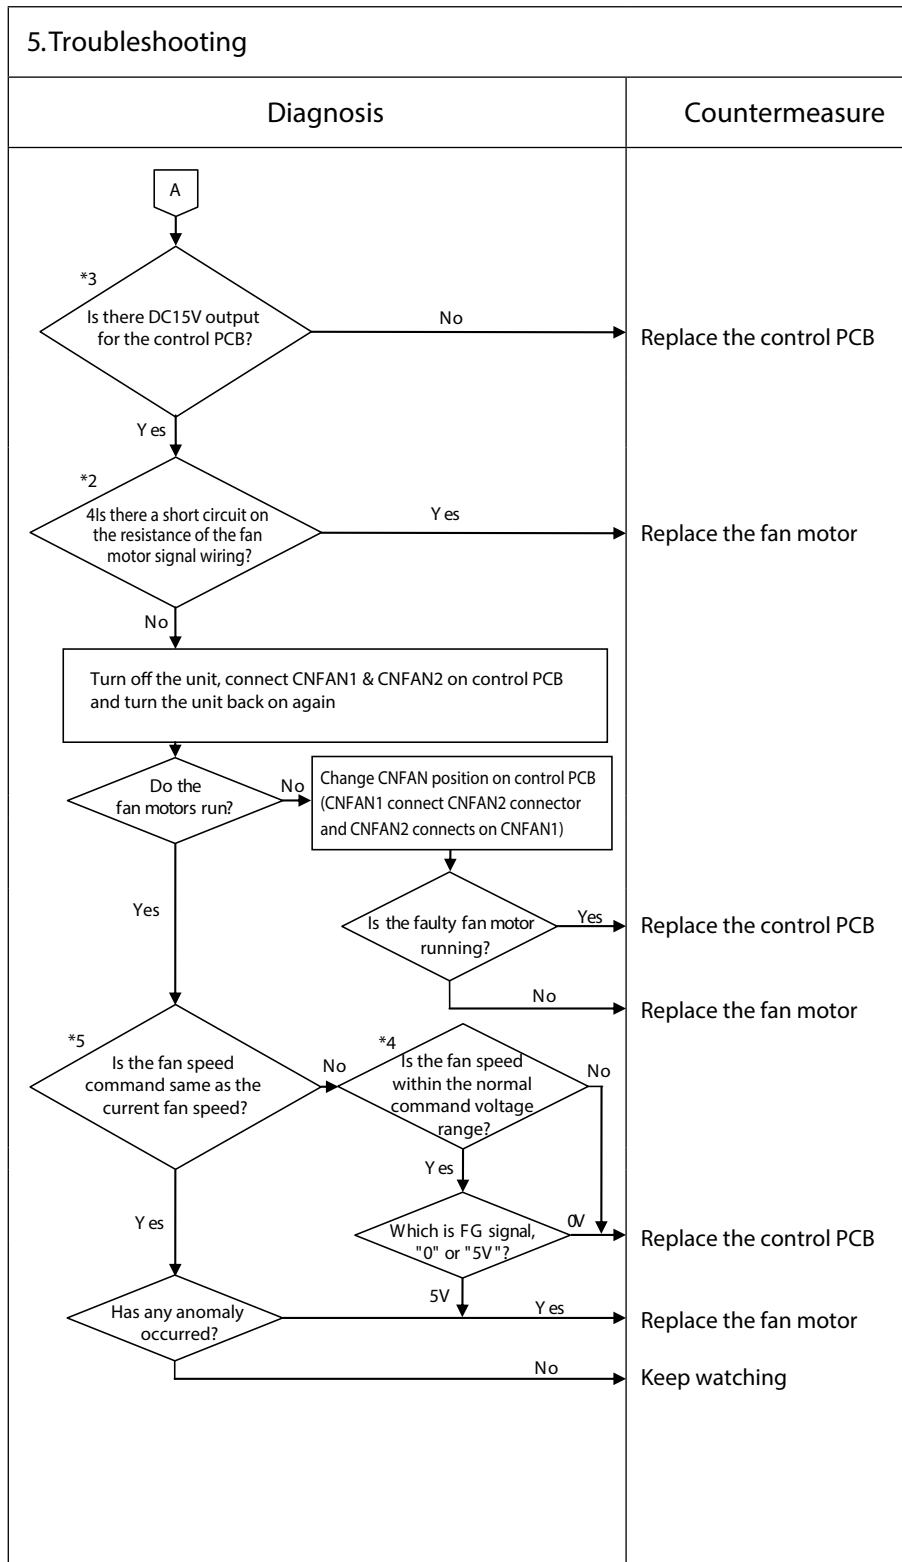 5.Troubleshooting
Diagnosis
Countermeasure
A
*3
Is there DC15V output
for the control PCB?
No
Replace the control PCB
Yes
*2
4Is there a short circuit on
the resistance of the fan
motor signal wiring?
Yes
Replace the fan motor
No
Turn off the unit, connect CNFAN1 & CNFAN2 on control PCB
and turn the unit back on again
Do the
fan motors run?
No
Change CNFAN position on control PCB
(CNFAN1 connect CNFAN2 connector
and CNFAN2 connects on CNFAN1)
Yes
Is the faulty fan motor
running?
Yes
Replace the control PCB
No
Replace the fan motor
*5
Is the fan speed
command same as the
current fan speed?
No
*4
Is the fan speed
within the normal
command voltage
range?
No
Yes
Yes
Which is FG signal,
"0" or "5V"?
0V
Replace the control PCB
5V
Has any anomaly
occurred?
Yes
Replace the fan motor
No
Keep watching